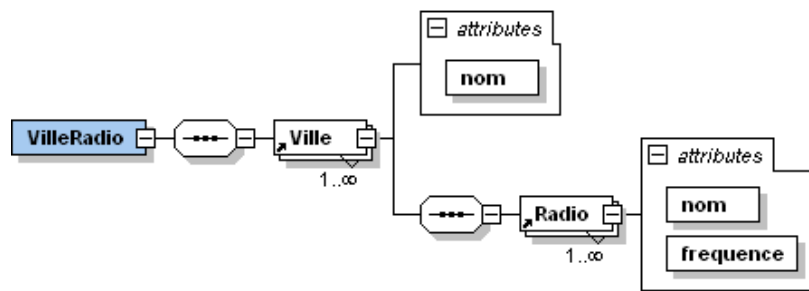 attributes
nom
VilleRadio
Ville
1..∞
attributes
Radio
nom
1..∞
frequence